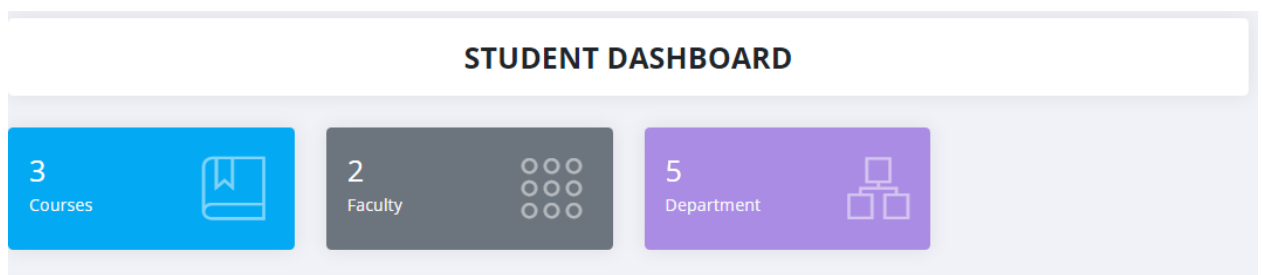 STUDENT DASHBOARD
3
Courses
2
Faculty
5
Department